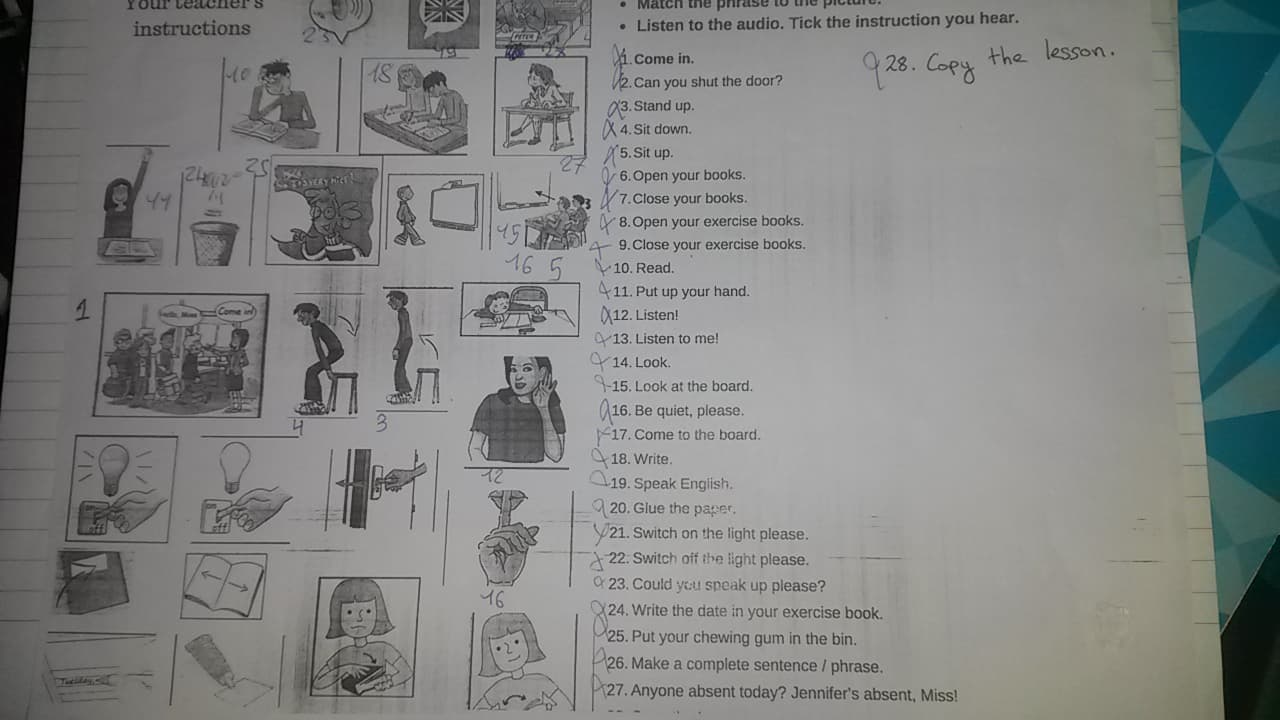 Your teacher's
instructions
• Match the phrase to the picture.
• Listen to the audio. Tick the instruction you hear.
1. Come in.
2. Can you shut the door?
3. Stand up.
4. Sit down.
5. Sit up.
6. Open your books.
7. Close your books.
8. Open your exercise books.
9. Close your exercise books.
10. Read.
11. Put up your hand.
12. Listen!
13. Listen to me!
14. Look.
15. Look at the board.
16. Be quiet, please.
17. Come to the board.
18. Write.
19. Speak English.
20. Glue the paper.
21. Switch on the light please.
22. Switch off the light please.
23. Could you speak up please?
24. Write the date in your exercise book.
25. Put your chewing gum in the bin.
26. Make a complete sentence / phrase.
27. Anyone absent today? Jennifer's absent, Miss!
28. Copy the lesson.
23
19
PETER
10
18
27
25
15
16 5
1
Hello, Miss
Come in!
4
3
12
16
off
off
Tuesday,